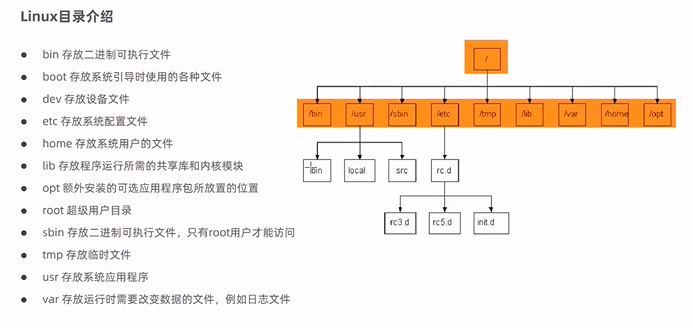 Linux目录介绍
bin 存放二进制可执行文件
boot 存放系统引导时使用的各种文件
dev 存放设备文件
etc 存放系统配置文件
home 存放系统用户的文件
lib 存放程序运行所需的共享库和内核模块
opt 额外安装的可选应用程序包所放置的位置
root 超级用户目录
sbin 存放二进制可执行文件，只有root用户才能访问
tmp 存放临时文件
usr 存放系统应用程序
var 存放运行时需要改变数据的文件，例如日志文件
/
/bin /usr /sbin /etc /tmp /lib /var /home /opt
local src rc.d
rc3.d rc5.d init.d